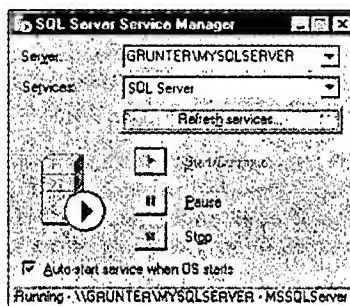 SQL Server Service Manager
Server: GRUNTER\MYSQLSERVER
Services: SQL Server
Refresh services...
Start/Continue
Pause
Stop
Auto-start service when OS starts
Running - \\GRUNTER\MYSQLSERVER - MSSQLServer